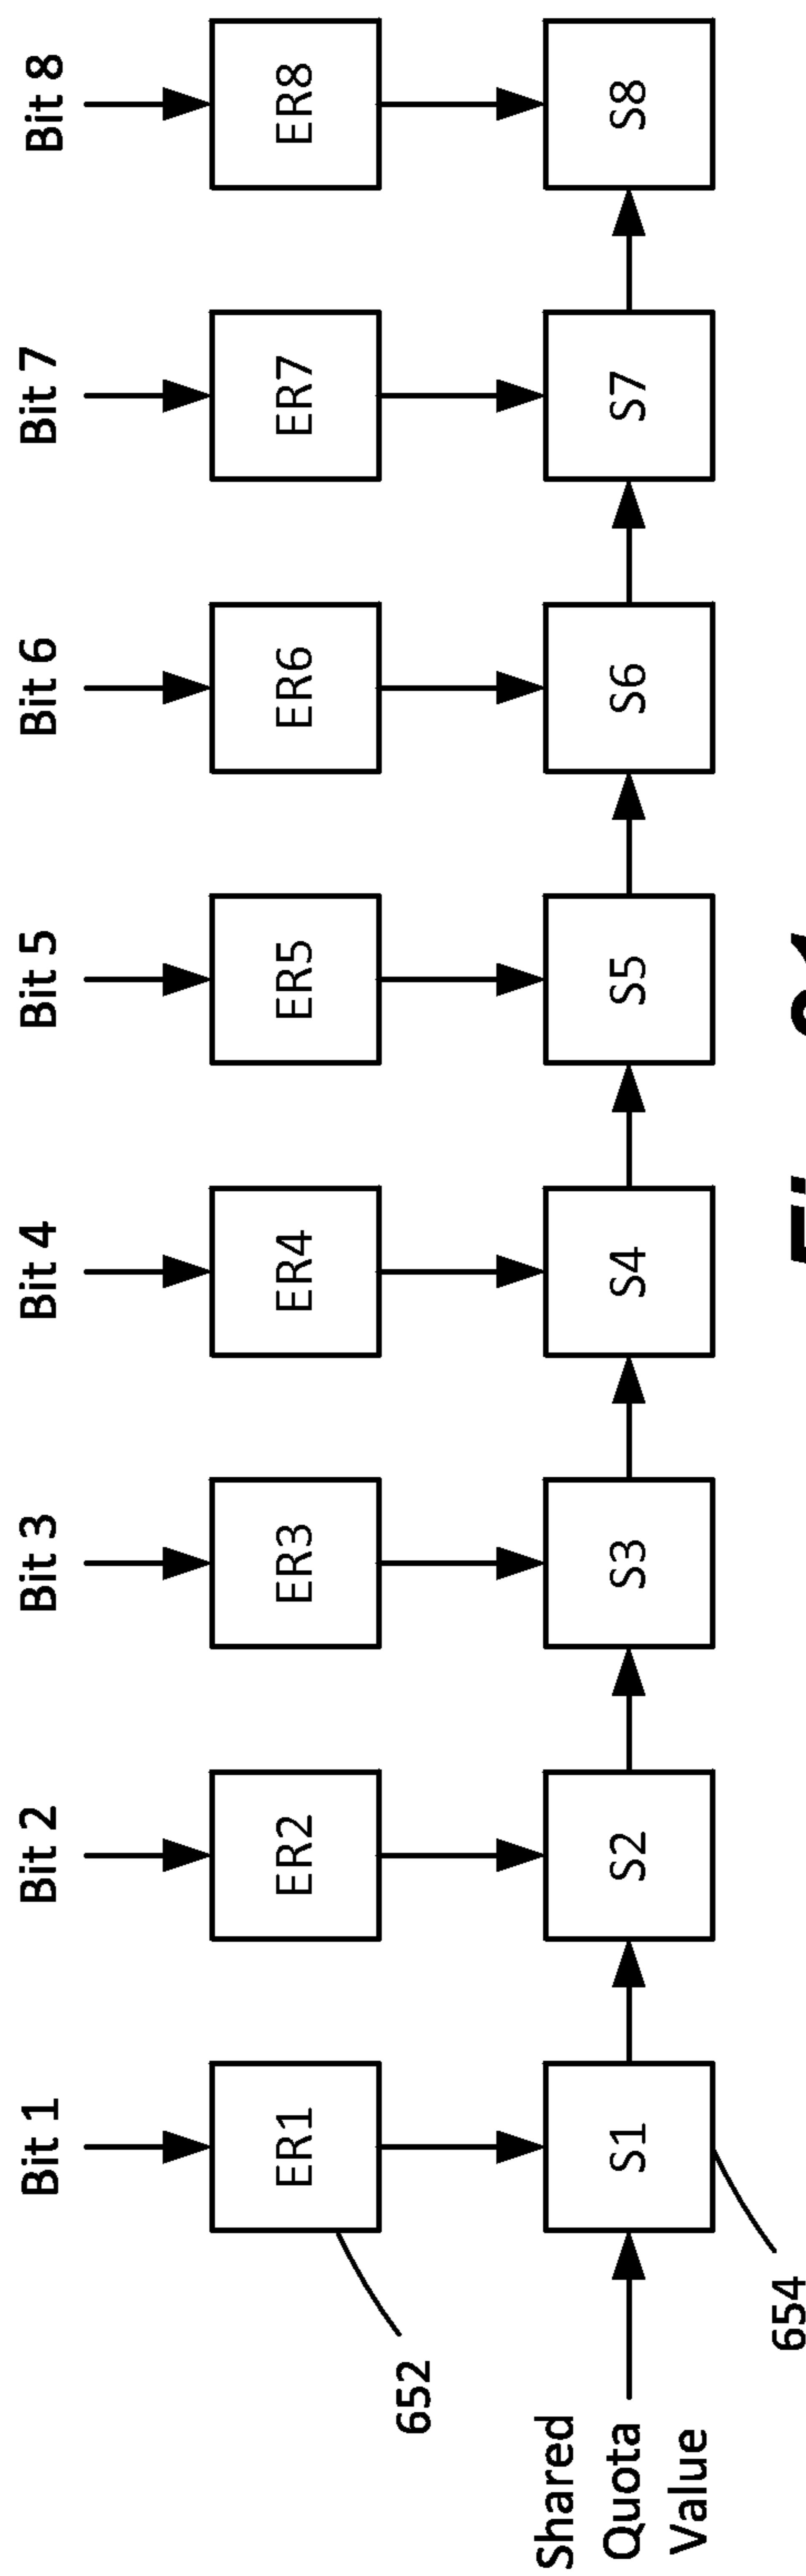 Bit 1
Bit 2
Bit 3
Bit 4
Bit 5
Bit 6
Bit 7
Bit 8
ER1
ER2
ER3
ER4
ER5
ER6
ER7
ER8
652
Shared
Quota
Value
S1
S2
S3
S4
S5
S6
S7
S8
654